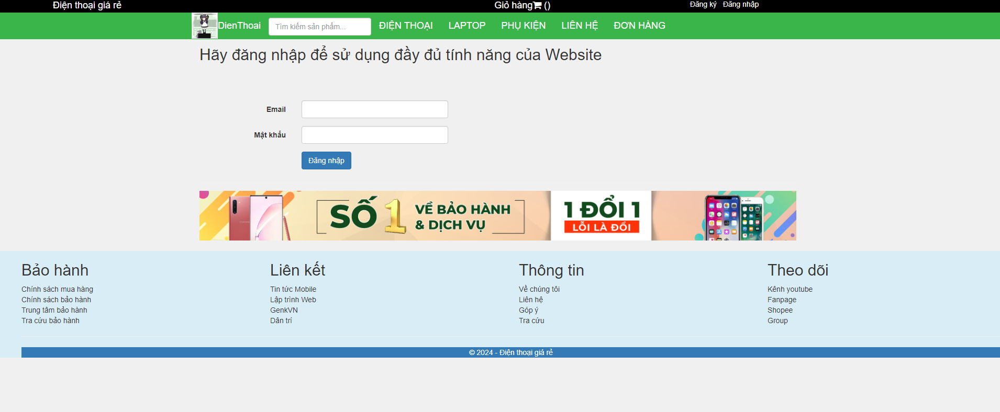 Điện thoại giá rẻ
Giỏ hàng ()
Đăng ký Đăng nhập
DienThoai
Tìm kiếm sản phẩm...
ĐIỆN THOẠI
LAPTOP
PHỤ KIỆN
LIÊN HỆ
ĐƠN HÀNG
Hãy đăng nhập để sử dụng đầy đủ tính năng của Website
Email
Mật khẩu
Đăng nhập
SỐ 1
VỀ BẢO HÀNH
& DỊCH VỤ
1 ĐỔI 1
LỖI LÀ ĐỔI
Bảo hành
Chính sách mua hàng
Chính sách bảo hành
Trung tâm bảo hành
Tra cứu bảo hành
Liên kết
Tin tức Mobile
Lập trình Web
GenkVN
Dân trí
Thông tin
Về chúng tôi
Liên hệ
Góp ý
Tra cứu
Theo dõi
Kênh youtube
Fanpage
Shopee
Group
© 2024 - Điện thoại giá rẻ